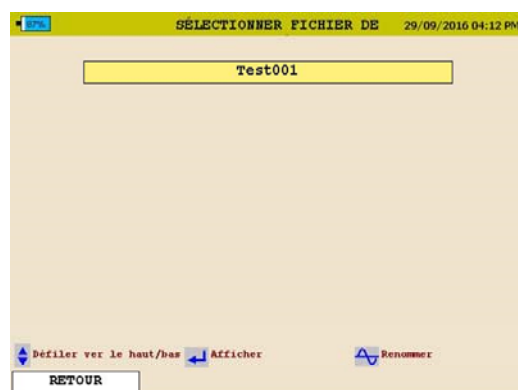 87% SÉLECTIONNER FICHIER DE 29/09/2016 04:12 PM
Test001
Défiler ver le haut/bas Afficher Renommer
RETOUR